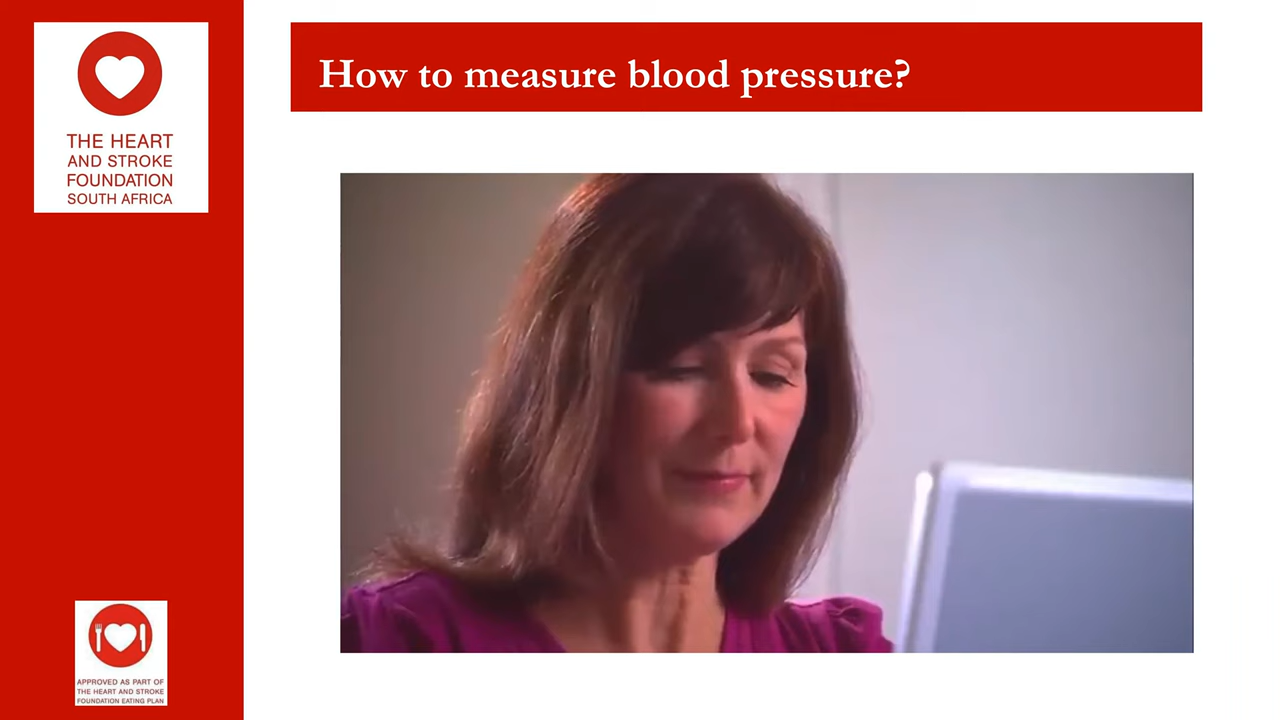 How to measure blood pressure?
THE HEART
AND STROKE
FOUNDATION
SOUTH AFRICA
APPROVED AS PART OF
THE HEART AND STROKE
FOUNDATION EATING PLAN